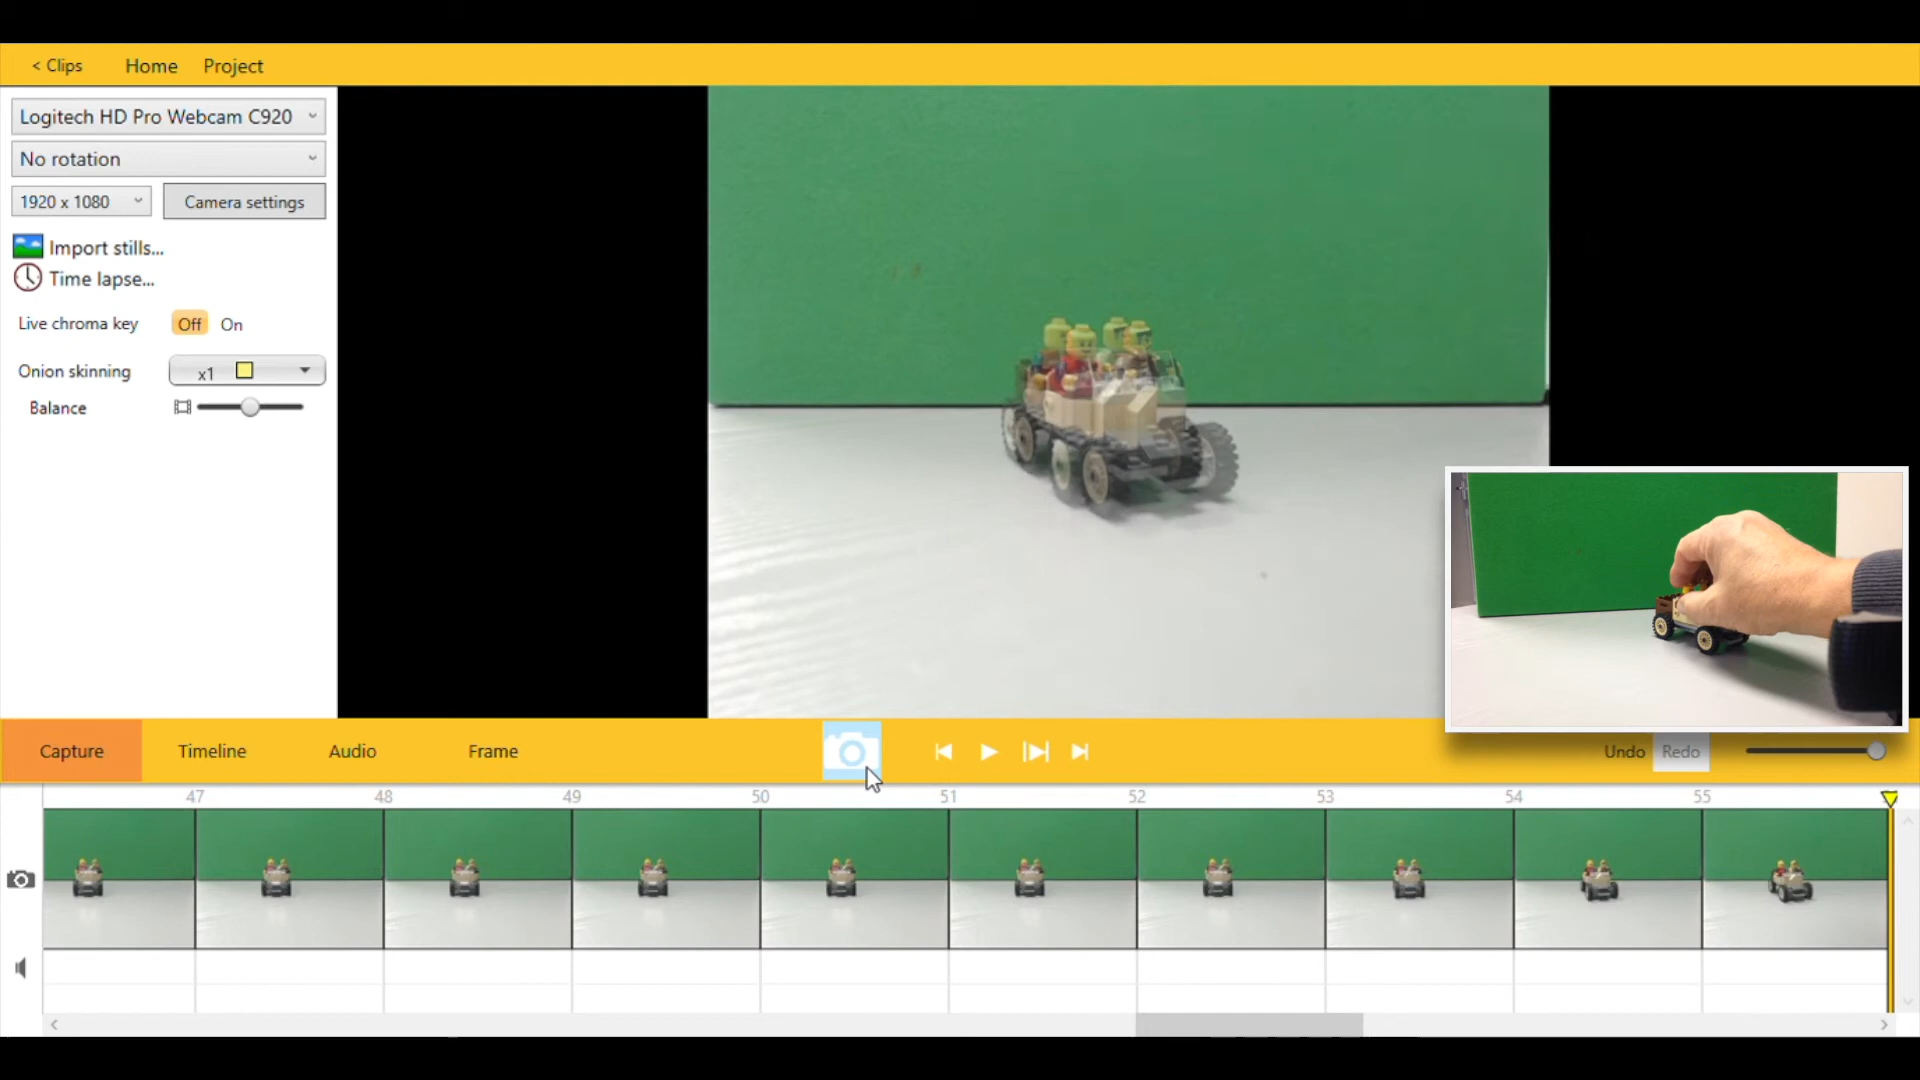 < Clips Home Project
Logitech HD Pro Webcam C920
No rotation
1920 x 1080 Camera settings
Import stills...
Time lapse...
Live chroma key Off On
Onion skinning x1
Balance
Capture Timeline Audio Frame Undo Redo
47 48 49 50 51 52 53 54 55